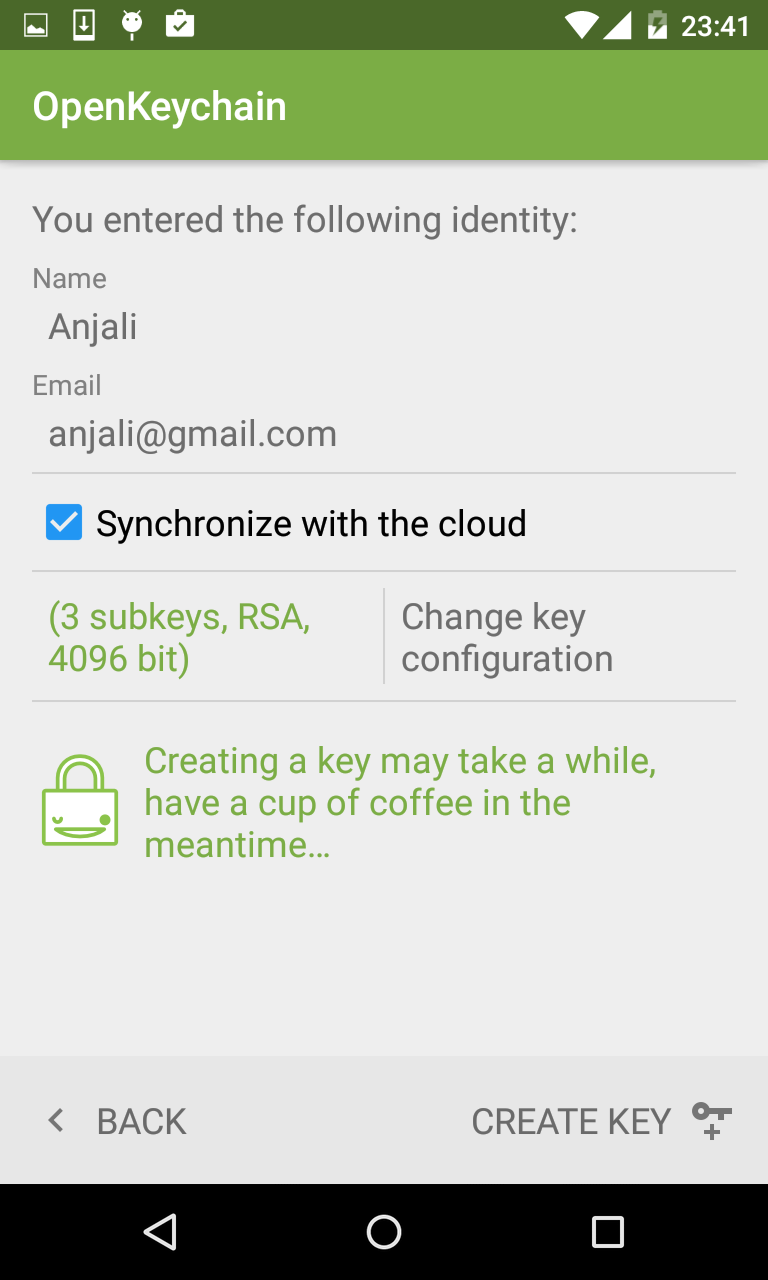 23:41
OpenKeychain
You entered the following identity:
Name
Anjali
Email
anjali@gmail.com
Synchronize with the cloud
(3 subkeys, RSA,
4096 bit)
Change key
configuration
Creating a key may take a while,
have a cup of coffee in the
meantime…
BACK
CREATE KEY